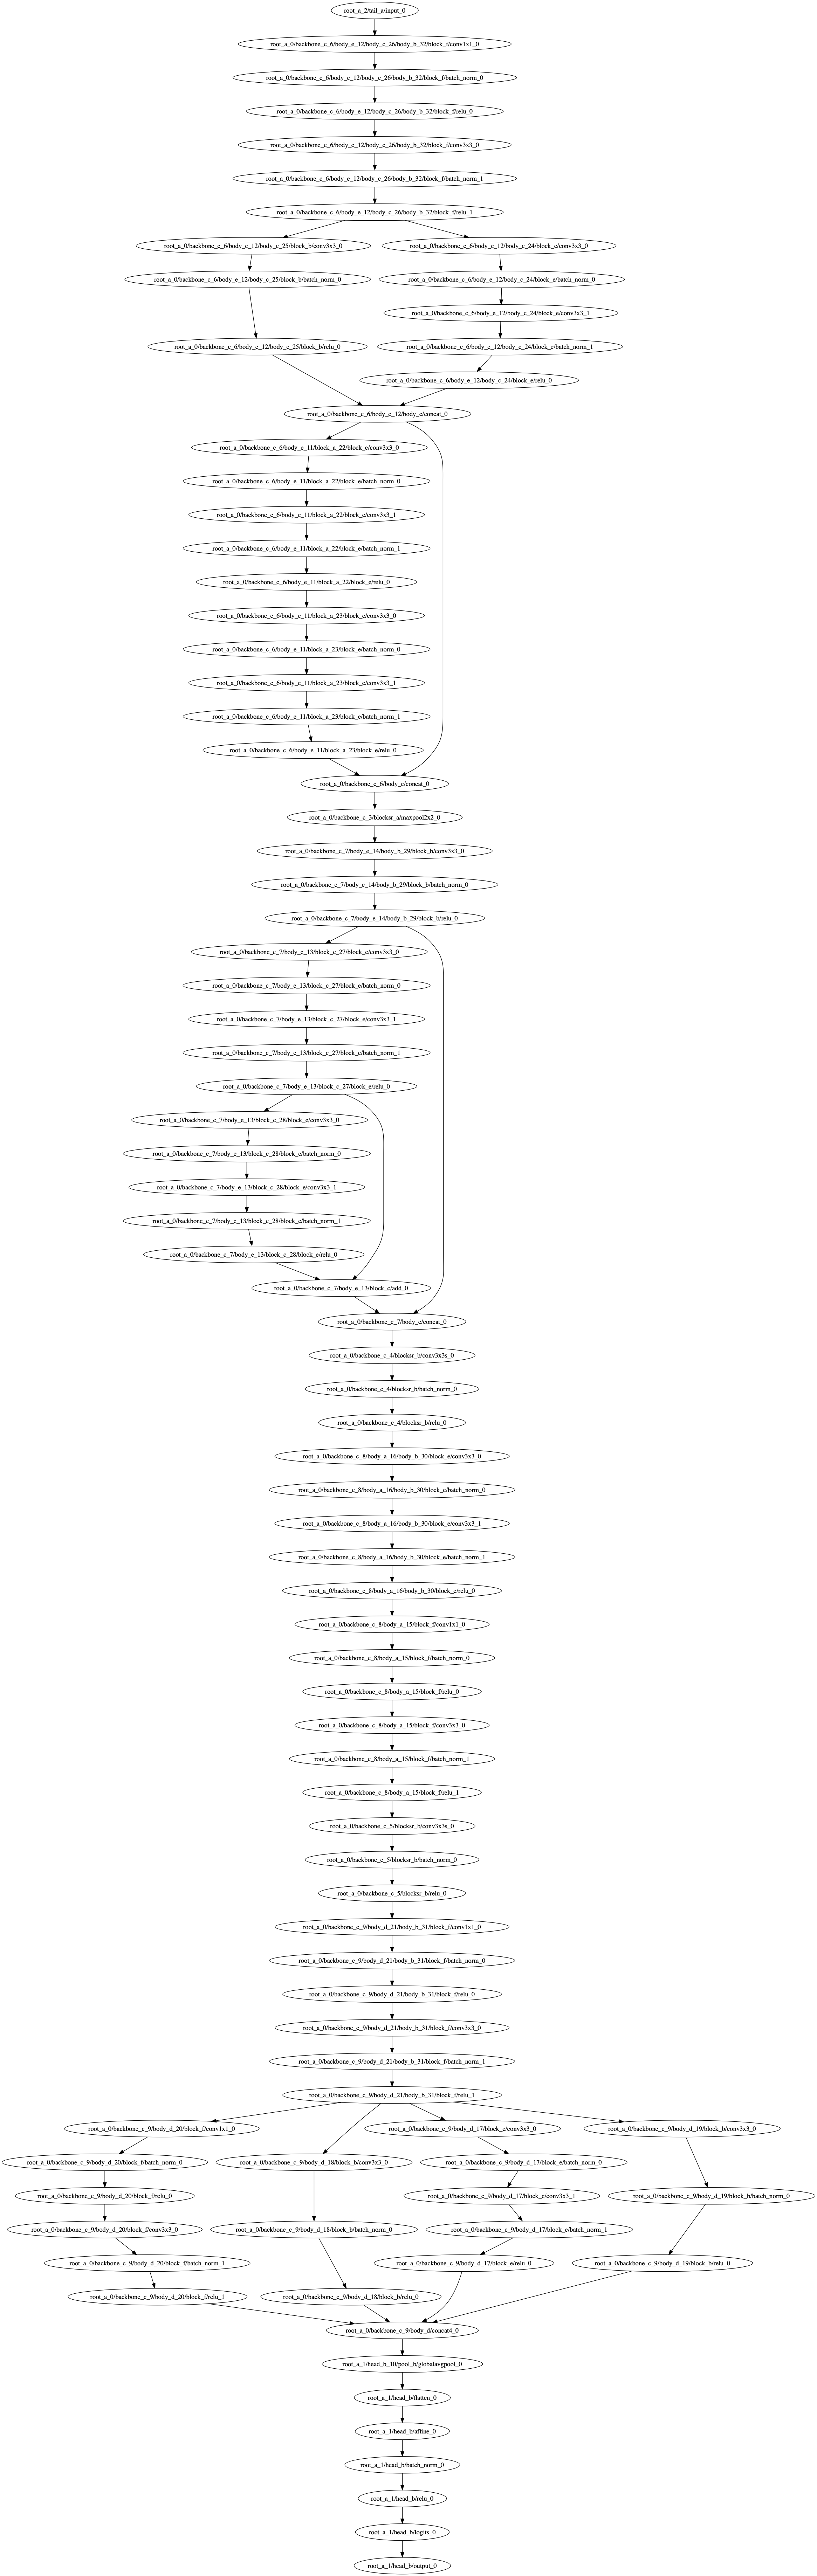 root_a_2/tail_a/input_0
root_a_0/backbone_c_6/body_e_12/body_c_26/body_b_32/block_f/conv1x1_0
root_a_0/backbone_c_6/body_e_12/body_c_26/body_b_32/block_f/batch_norm_0
root_a_0/backbone_c_6/body_e_12/body_c_26/body_b_32/block_f/relu_0
root_a_0/backbone_c_6/body_e_12/body_c_26/body_b_32/block_f/conv3x3_0
root_a_0/backbone_c_6/body_e_12/body_c_26/body_b_32/block_f/batch_norm_1
root_a_0/backbone_c_6/body_e_12/body_c_26/body_b_32/block_f/relu_1
root_a_0/backbone_c_6/body_e_12/body_c_25/block_b/conv3x3_0
root_a_0/backbone_c_6/body_e_12/body_c_24/block_e/conv3x3_0
root_a_0/backbone_c_6/body_e_12/body_c_25/block_b/batch_norm_0
root_a_0/backbone_c_6/body_e_12/body_c_24/block_e/batch_norm_0
root_a_0/backbone_c_6/body_e_12/body_c_24/block_e/conv3x3_1
root_a_0/backbone_c_6/body_e_12/body_c_25/block_b/relu_0
root_a_0/backbone_c_6/body_e_12/body_c_24/block_e/batch_norm_1
root_a_0/backbone_c_6/body_e_12/body_c_24/block_e/relu_0
root_a_0/backbone_c_6/body_e_12/body_c/concat_0
root_a_0/backbone_c_6/body_e_11/block_a_22/block_e/conv3x3_0
root_a_0/backbone_c_6/body_e_11/block_a_22/block_e/batch_norm_0
root_a_0/backbone_c_6/body_e_11/block_a_22/block_e/conv3x3_1
root_a_0/backbone_c_6/body_e_11/block_a_22/block_e/batch_norm_1
root_a_0/backbone_c_6/body_e_11/block_a_22/block_e/relu_0
root_a_0/backbone_c_6/body_e_11/block_a_23/block_e/conv3x3_0
root_a_0/backbone_c_6/body_e_11/block_a_23/block_e/batch_norm_0
root_a_0/backbone_c_6/body_e_11/block_a_23/block_e/conv3x3_1
root_a_0/backbone_c_6/body_e_11/block_a_23/block_e/batch_norm_1
root_a_0/backbone_c_6/body_e_11/block_a_23/block_e/relu_0
root_a_0/backbone_c_6/body_e/concat_0
root_a_0/backbone_c_3/blocksr_a/maxpool2x2_0
root_a_0/backbone_c_7/body_e_14/body_b_29/block_b/conv3x3_0
root_a_0/backbone_c_7/body_e_14/body_b_29/block_b/batch_norm_0
root_a_0/backbone_c_7/body_e_14/body_b_29/block_b/relu_0
root_a_0/backbone_c_7/body_e_13/block_c_27/block_e/conv3x3_0
root_a_0/backbone_c_7/body_e_13/block_c_27/block_e/batch_norm_0
root_a_0/backbone_c_7/body_e_13/block_c_27/block_e/conv3x3_1
root_a_0/backbone_c_7/body_e_13/block_c_27/block_e/batch_norm_1
root_a_0/backbone_c_7/body_e_13/block_c_27/block_e/relu_0
root_a_0/backbone_c_7/body_e_13/block_c_28/block_e/conv3x3_0
root_a_0/backbone_c_7/body_e_13/block_c_28/block_e/batch_norm_0
root_a_0/backbone_c_7/body_e_13/block_c_28/block_e/conv3x3_1
root_a_0/backbone_c_7/body_e_13/block_c_28/block_e/batch_norm_1
root_a_0/backbone_c_7/body_e_13/block_c_28/block_e/relu_0
root_a_0/backbone_c_7/body_e_13/block_c/add_0
root_a_0/backbone_c_7/body_e/concat_0
root_a_0/backbone_c_4/blocksr_b/conv3x3s_0
root_a_0/backbone_c_4/blocksr_b/batch_norm_0
root_a_0/backbone_c_4/blocksr_b/relu_0
root_a_0/backbone_c_8/body_a_16/body_b_30/block_e/conv3x3_0
root_a_0/backbone_c_8/body_a_16/body_b_30/block_e/batch_norm_0
root_a_0/backbone_c_8/body_a_16/body_b_30/block_e/conv3x3_1
root_a_0/backbone_c_8/body_a_16/body_b_30/block_e/batch_norm_1
root_a_0/backbone_c_8/body_a_16/body_b_30/block_e/relu_0
root_a_0/backbone_c_8/body_a_15/block_f/conv1x1_0
root_a_0/backbone_c_8/body_a_15/block_f/batch_norm_0
root_a_0/backbone_c_8/body_a_15/block_f/relu_0
root_a_0/backbone_c_8/body_a_15/block_f/conv3x3_0
root_a_0/backbone_c_8/body_a_15/block_f/batch_norm_1
root_a_0/backbone_c_8/body_a_15/block_f/relu_1
root_a_0/backbone_c_5/blocksr_b/conv3x3s_0
root_a_0/backbone_c_5/blocksr_b/batch_norm_0
root_a_0/backbone_c_5/blocksr_b/relu_0
root_a_0/backbone_c_9/body_d_21/body_b_31/block_f/conv1x1_0
root_a_0/backbone_c_9/body_d_21/body_b_31/block_f/batch_norm_0
root_a_0/backbone_c_9/body_d_21/body_b_31/block_f/relu_0
root_a_0/backbone_c_9/body_d_21/body_b_31/block_f/conv3x3_0
root_a_0/backbone_c_9/body_d_21/body_b_31/block_f/batch_norm_1
root_a_0/backbone_c_9/body_d_21/body_b_31/block_f/relu_1
root_a_0/backbone_c_9/body_d_20/block_f/conv1x1_0
root_a_0/backbone_c_9/body_d_17/block_e/conv3x3_0
root_a_0/backbone_c_9/body_d_19/block_b/conv3x3_0
root_a_0/backbone_c_9/body_d_20/block_f/batch_norm_0
root_a_0/backbone_c_9/body_d_18/block_b/conv3x3_0
root_a_0/backbone_c_9/body_d_17/block_e/batch_norm_0
root_a_0/backbone_c_9/body_d_20/block_f/relu_0
root_a_0/backbone_c_9/body_d_17/block_e/conv3x3_1
root_a_0/backbone_c_9/body_d_19/block_b/batch_norm_0
root_a_0/backbone_c_9/body_d_20/block_f/conv3x3_0
root_a_0/backbone_c_9/body_d_18/block_b/batch_norm_0
root_a_0/backbone_c_9/body_d_17/block_e/batch_norm_1
root_a_0/backbone_c_9/body_d_20/block_f/batch_norm_1
root_a_0/backbone_c_9/body_d_17/block_e/relu_0
root_a_0/backbone_c_9/body_d_19/block_b/relu_0
root_a_0/backbone_c_9/body_d_20/block_f/relu_1
root_a_0/backbone_c_9/body_d_18/block_b/relu_0
root_a_0/backbone_c_9/body_d/concat4_0
root_a_1/head_b_10/pool_b/globalavgpool_0
root_a_1/head_b/flatten_0
root_a_1/head_b/affine_0
root_a_1/head_b/batch_norm_0
root_a_1/head_b/relu_0
root_a_1/head_b/logits_0
root_a_1/head_b/output_0